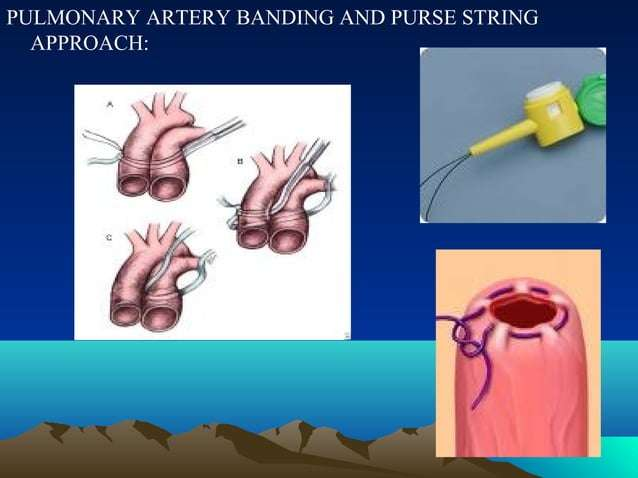 PULMONARY ARTERY BANDING AND PURSE STRING
APPROACH:
A
B
C